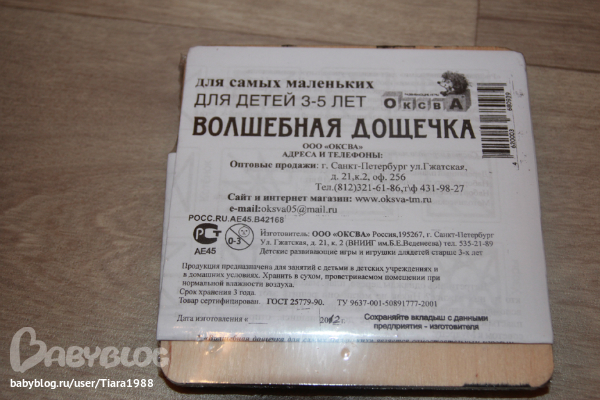 для самых маленьких
ДЛЯ ДЕТЕЙ 3-5 ЛЕТ
ОКСВА
ВОЛШЕБНАЯ ДОЩЕЧКА
ООО «ОКСВА»
АДРЕСА И ТЕЛЕФОНЫ:
Оптовые продажи: г. Санкт-Петербург ул.Гжатская,
д. 21,к.2, оф. 256
Тел.(812)321-61-86,т\ф 431-98-27
Сайт и интернет магазин: www.oksva-tm.ru
e-mail:oksva05@mail.ru
РОСС.RU.АЕ45.В42168
АЕ45
0-3
Изготовитель: ООО «ОКСВА» Россия,195267, г. Санкт-Петербург
Ул. Гжатская, д. 21, к. 2 (ВНИИГ им.Б.Е.Веденеева) тел. 535-21-89
Детские развивающие игры и игрушки длядетей старше 3-х лет
Продукция предназначена для занятий с детьми в детских учреждениях и
в домашних условиях. Хранить в сухом, проветриваемом помещении при
нормальной влажности воздуха.
Срок хранения 3 года.
Товар сертифицирован. ГОСТ 25779-90. ТУ 9637-001-50891777-2001
Дата изготовления «___ 2012 г.
Сохраняйте вкладыш с данными
предприятия - изготовителя
BABYBLOG
babyblog.ru/user/Tiara1988